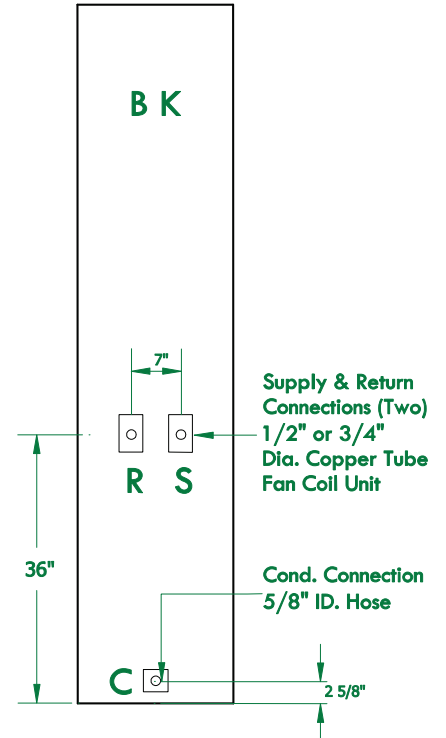 B K
7"
Supply & Return
Connections (Two)
1/2" or 3/4"
Dia. Copper Tube
Fan Coil Unit
R S
36"
Cond. Connection
5/8" ID. Hose
C
2 5/8"